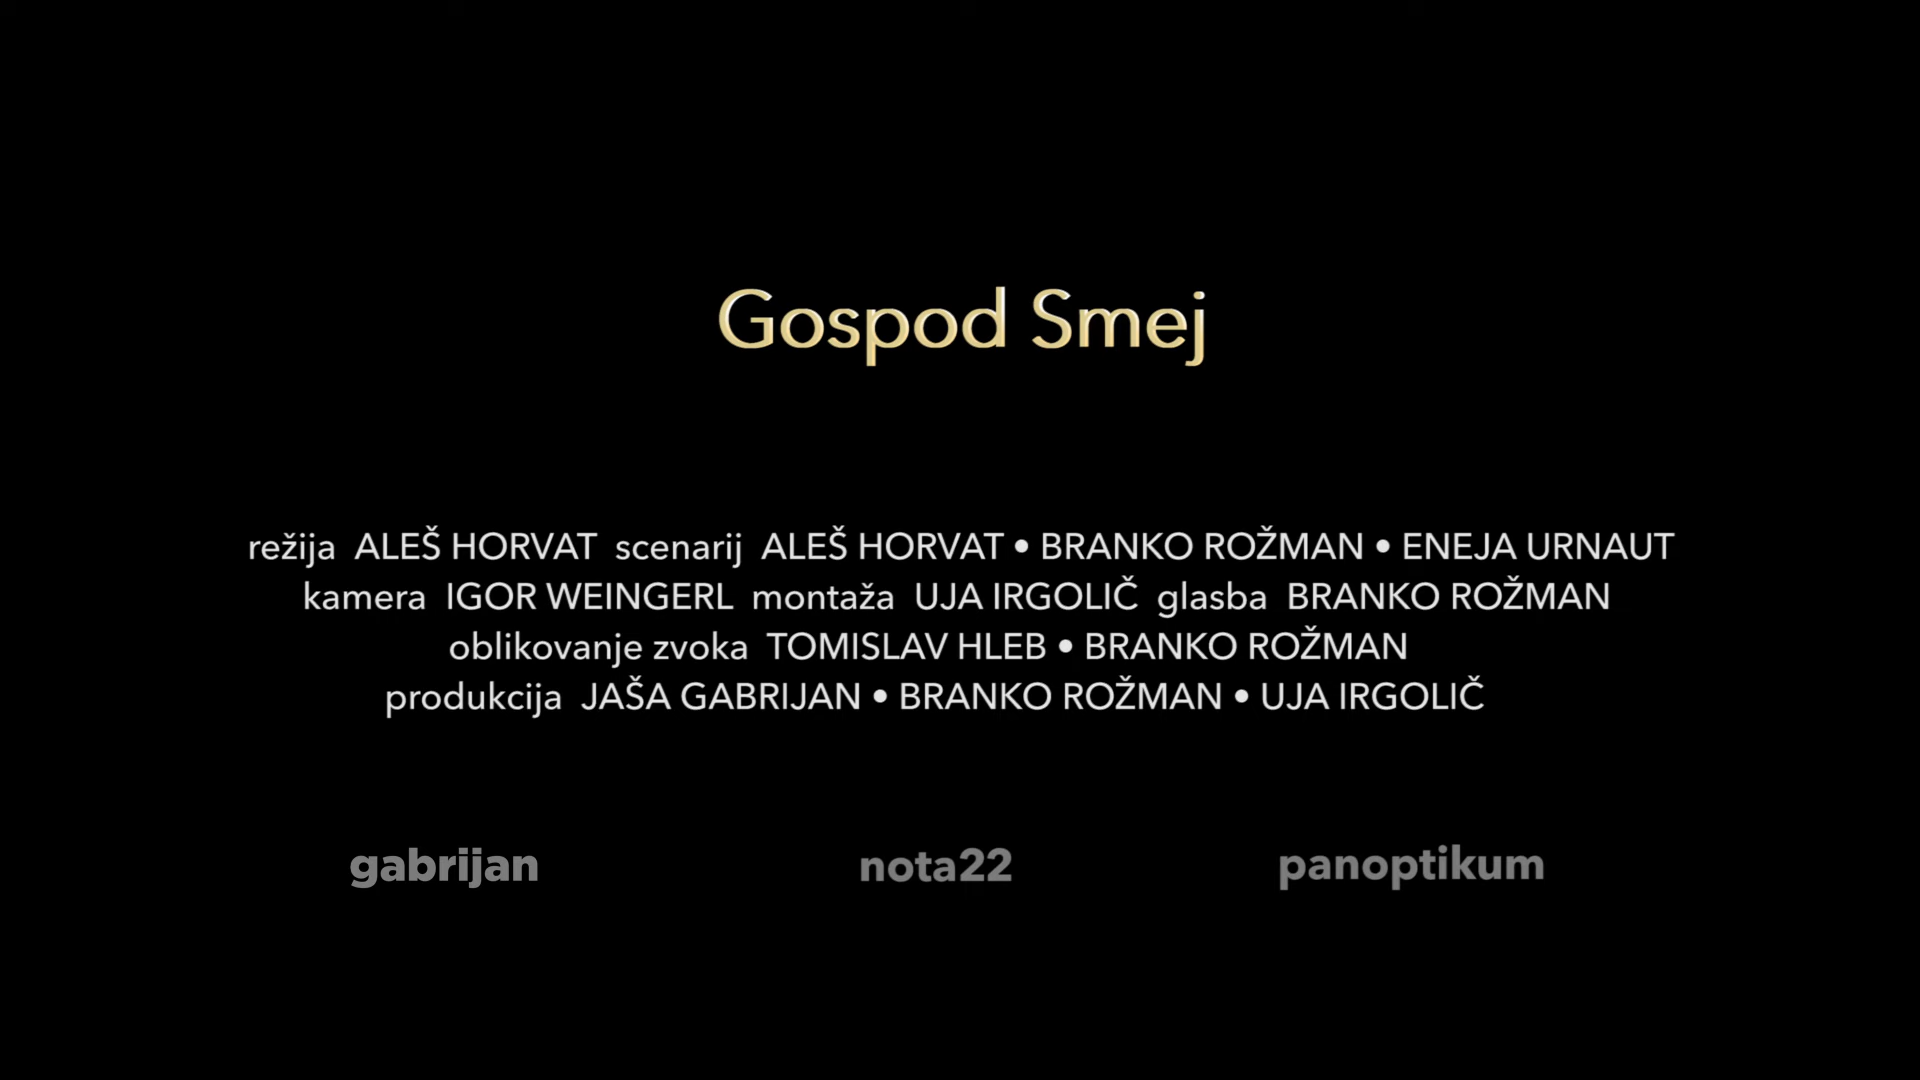 Gospod Smej
režija ALEŠ HORVAT scenarij ALEŠ HORVAT • BRANKO ROŽMAN • ENEJA URNAUT
kamera IGOR WEINGERL montaža UJA IRGOLIČ glasba BRANKO ROŽMAN
oblikovanje zvoka TOMISLAV HLEB • BRANKO ROŽMAN
produkcija JAŠA GABRIJAN • BRANKO ROŽMAN • UJA IRGOLIČ
gabrijan nota22 panoptikum